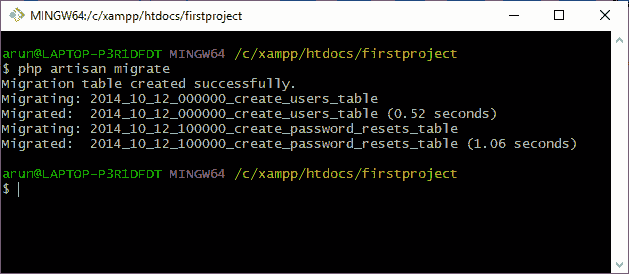 MINGW64:/c/xampp/htdocs/firstproject
arun@LAPTOP-P3R1DFDT MINGW64 /c/xampp/htdocs/firstproject
$ php artisan migrate
Migration table created successfully.
Migrating: 2014_10_12_000000_create_users_table
Migrated:  2014_10_12_000000_create_users_table (0.52 seconds)
Migrating: 2014_10_12_100000_create_password_resets_table
Migrated:  2014_10_12_100000_create_password_resets_table (1.06 seconds)
arun@LAPTOP-P3R1DFDT MINGW64 /c/xampp/htdocs/firstproject
$